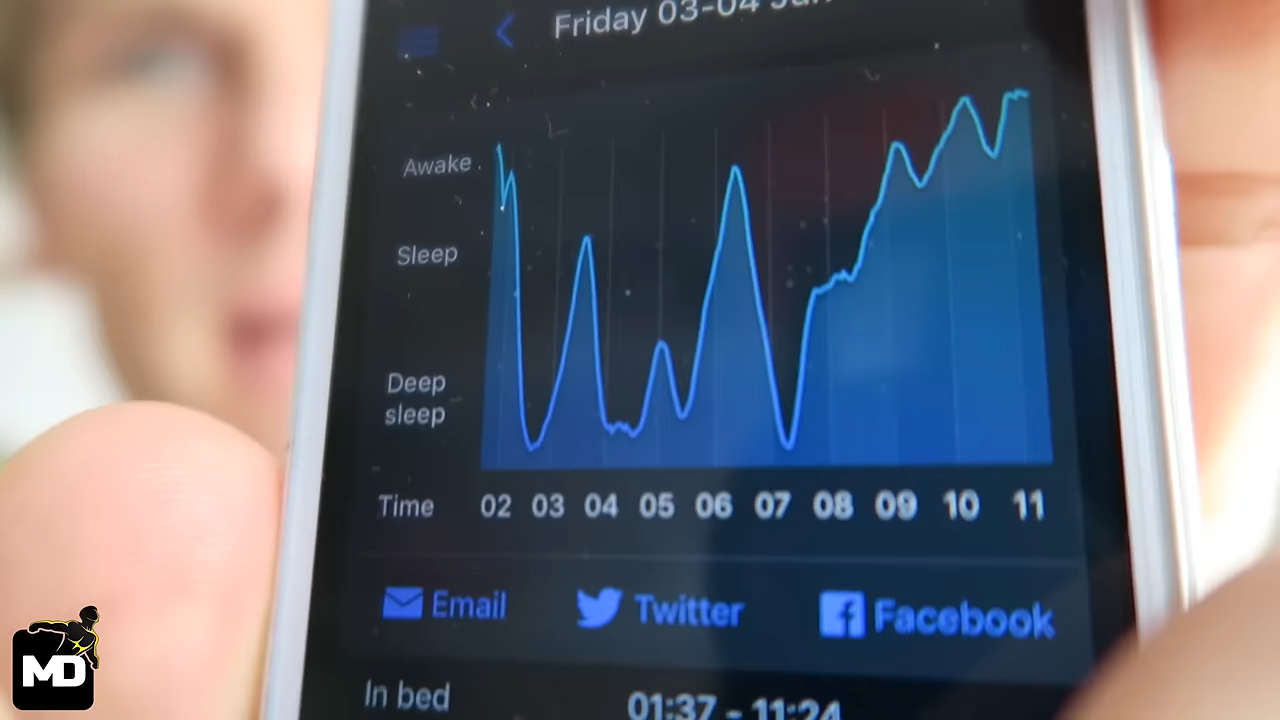 Friday 03-04 Jun
Awake
Sleep
Deep
sleep
Time 02 03 04 05 06 07 08 09 10 11
Email Twitter Facebook
In bed 01:37 - 11:24
MD